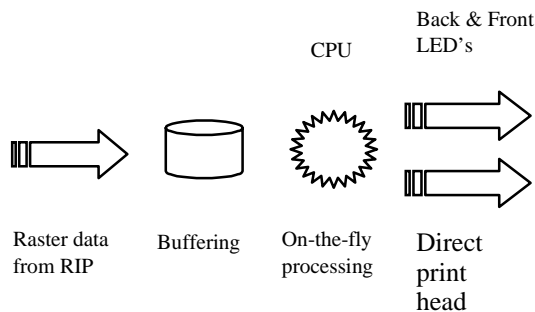 Back & Front
LED's
CPU
Raster data
from RIP
Buffering
On-the-fly
processing
Direct
print
head